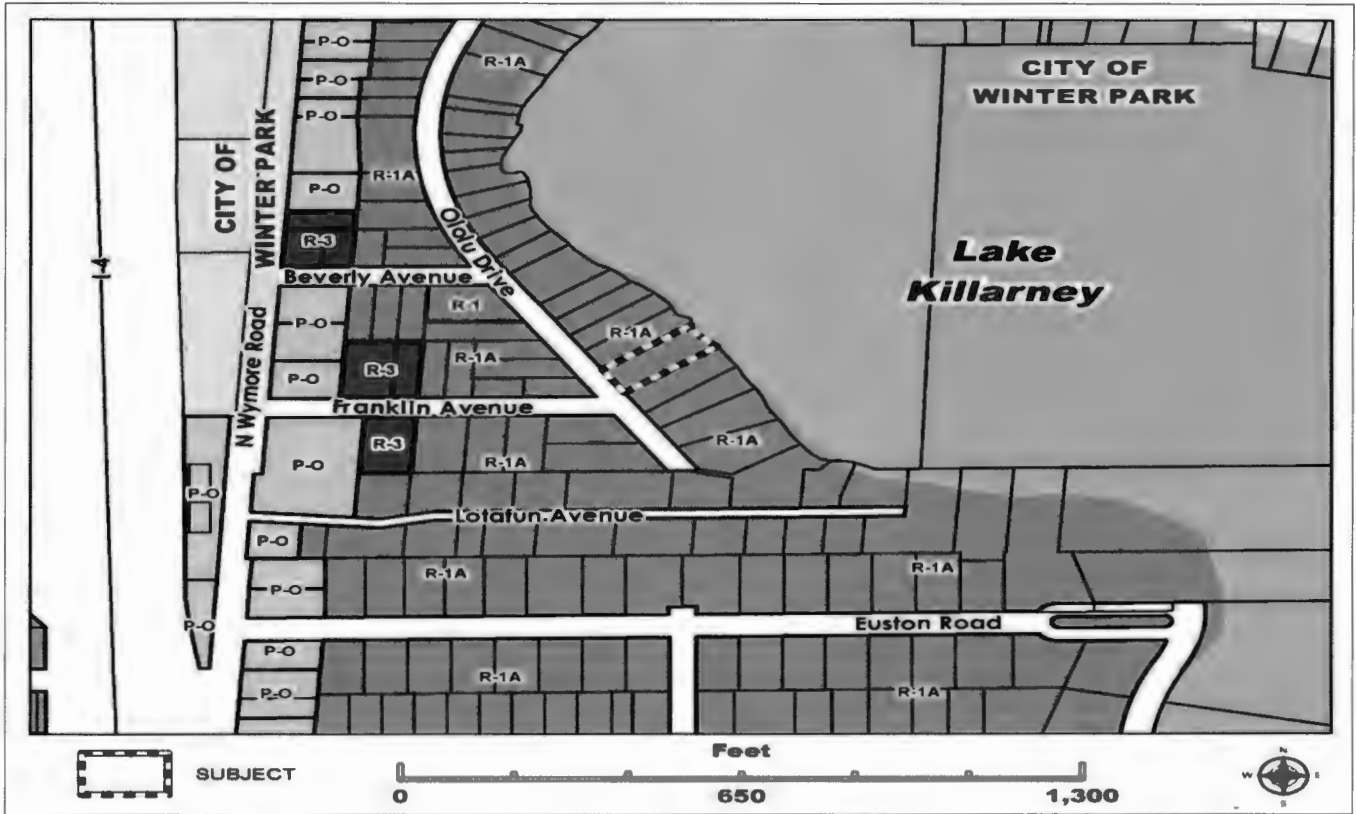 P-O
R-1A
CITY OF
WINTER PARK
P-O
P-O
CITY OF
WINTER PARK
R-1A
P-O
Ololu Drive
R-3
Lake
Killarney
I-4
Beverly Avenue
R-1
P-O
R-1A
R-1A
N Wymore Road
R-3
P-O
Franklin Avenue
R-1A
R-3
P-O
R-1A
P-O
Lotafun Avenue
P-O
R-1A
R-1A
P-O
P-O
Euston Road
P-O
R-1A
P-O
R-1A
Feet
SUBJECT
0
650
1,300
N
W
E
S